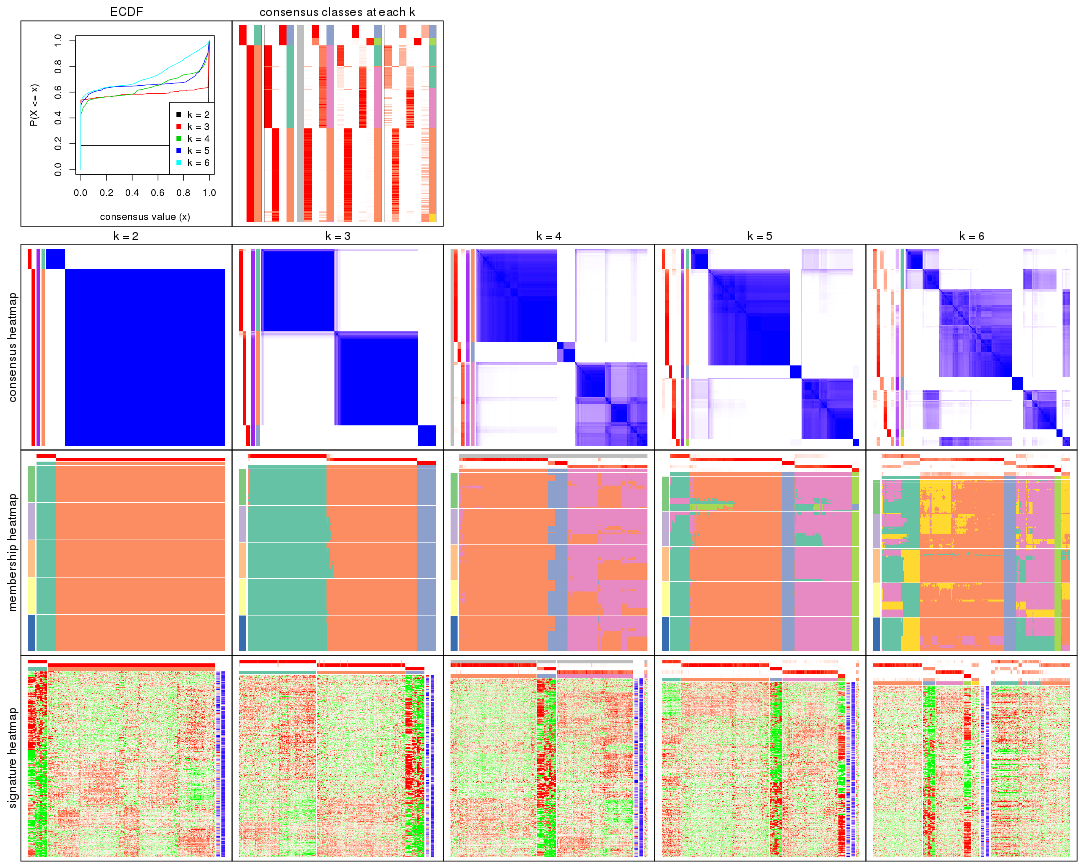 ECDF
consensus classes at each k
P(X <= x)
1.0
0.8
0.6
0.4
0.2
0.0
k = 2
k = 3
k = 4
k = 5
k = 6
0.0 0.2 0.4 0.6 0.8 1.0
consensus value (x)
k = 2 k = 3 k = 4 k = 5 k = 6
consensus heatmap
membership heatmap
signature heatmap